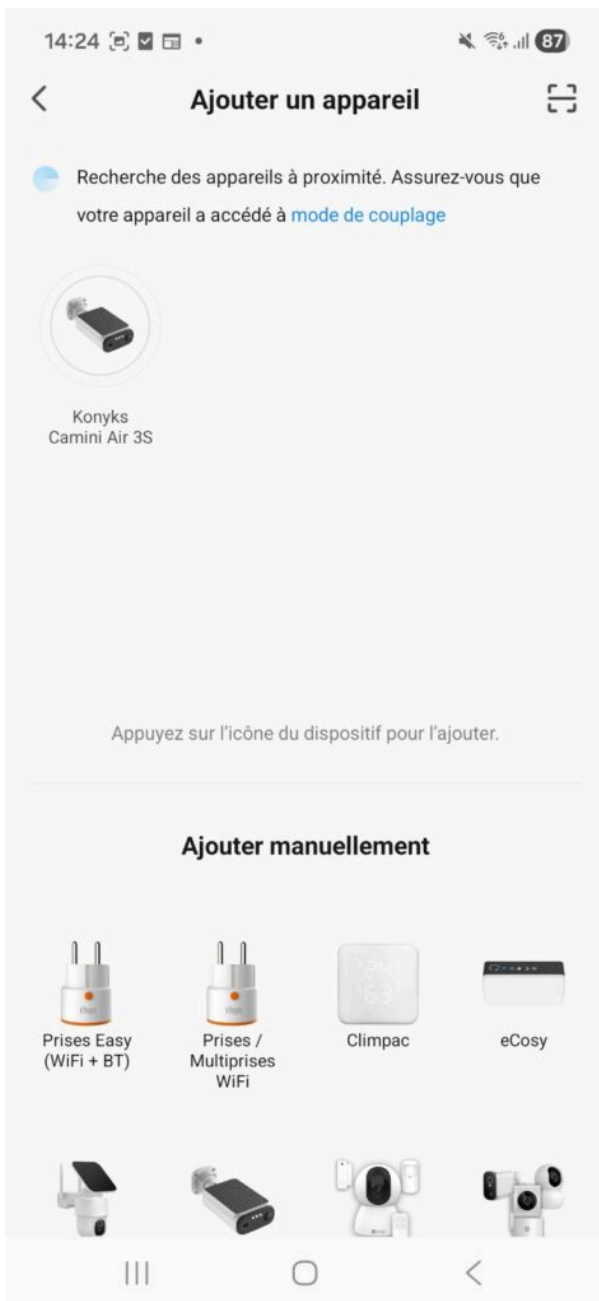 14:24
87
Ajouter un appareil
Recherche des appareils à proximité. Assurez-vous que
votre appareil a accédé à mode de couplage
Konyks
Camini Air 3S
Appuyez sur l'icône du dispositif pour l'ajouter.
Ajouter manuellement
Prises Easy
(WiFi + BT)
Prises /
Multiprises
WiFi
Climpac
eCosy